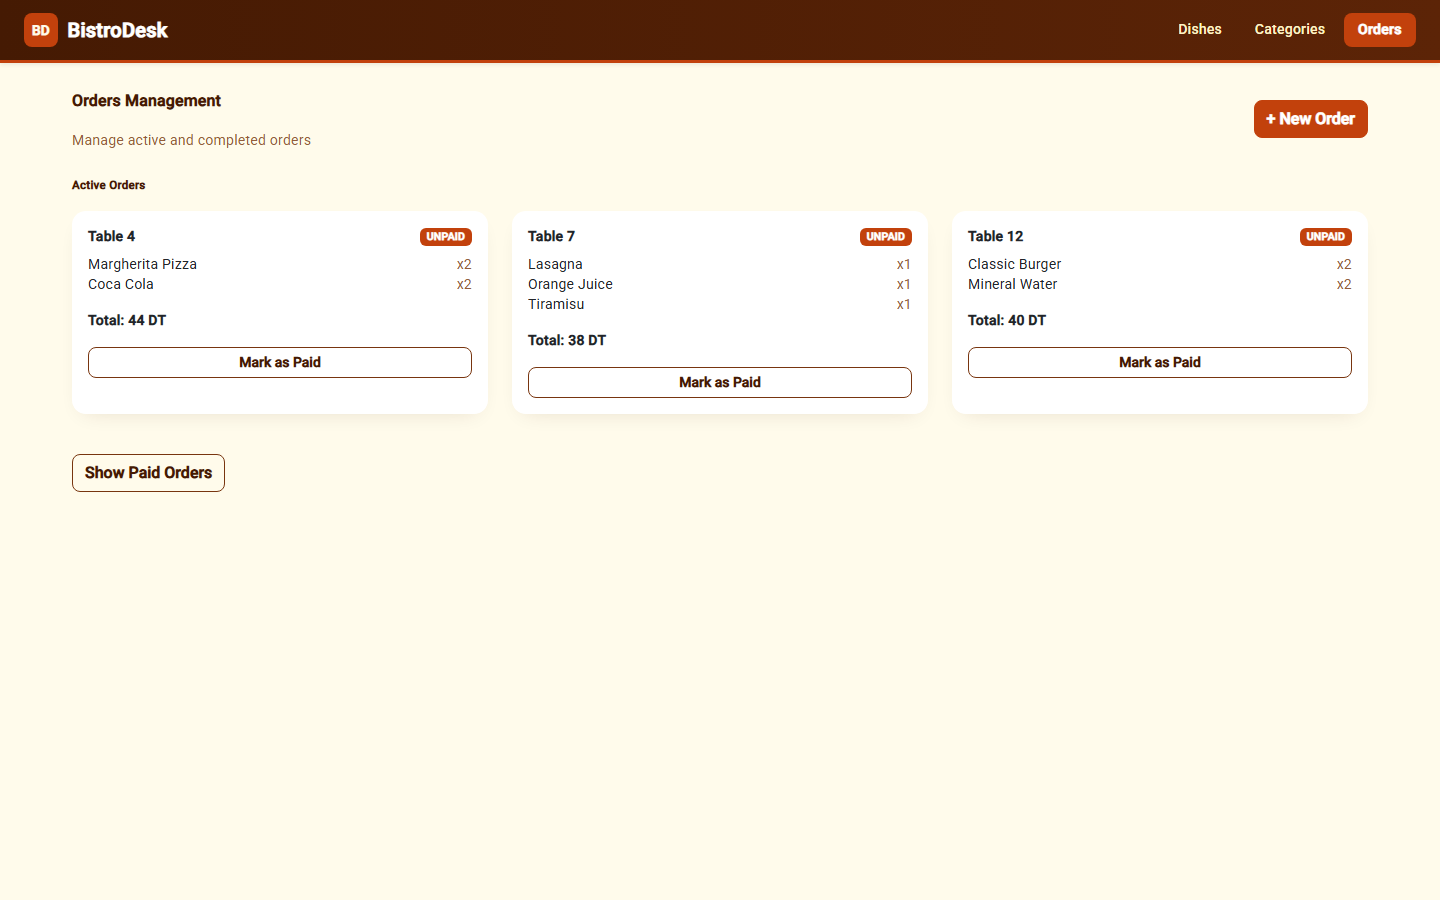 BD BistroDesk Dishes Categories Orders
Orders Management
+ New Order
Manage active and completed orders
Active Orders
Table 4 UNPAID
Margherita Pizza x2
Coca Cola x2
Total: 44 DT
Mark as Paid
Table 7 UNPAID
Lasagna x1
Orange Juice x1
Tiramisu x1
Total: 38 DT
Mark as Paid
Table 12 UNPAID
Classic Burger x2
Mineral Water x2
Total: 40 DT
Mark as Paid
Show Paid Orders